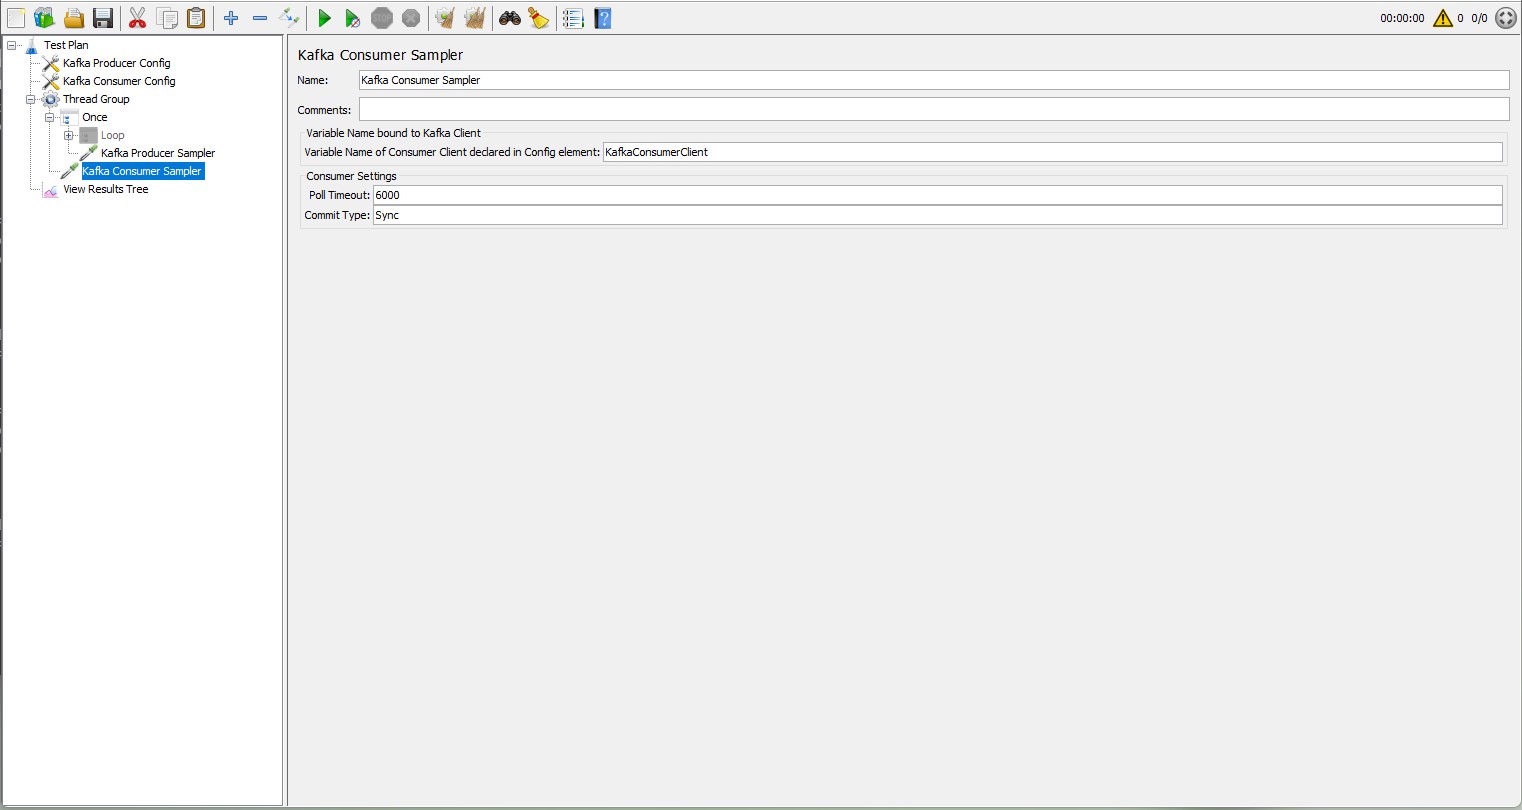 00:00:00 0 0/0
Test Plan
Kafka Producer Config
Kafka Consumer Config
Thread Group
Once
Loop
Kafka Producer Sampler
Kafka Consumer Sampler
View Results Tree
Kafka Consumer Sampler
Name: Kafka Consumer Sampler
Comments:
Variable Name bound to Kafka Client
Variable Name of Consumer Client declared in Config element: KafkaConsumerClient
Consumer Settings
Poll Timeout: 6000
Commit Type: Sync